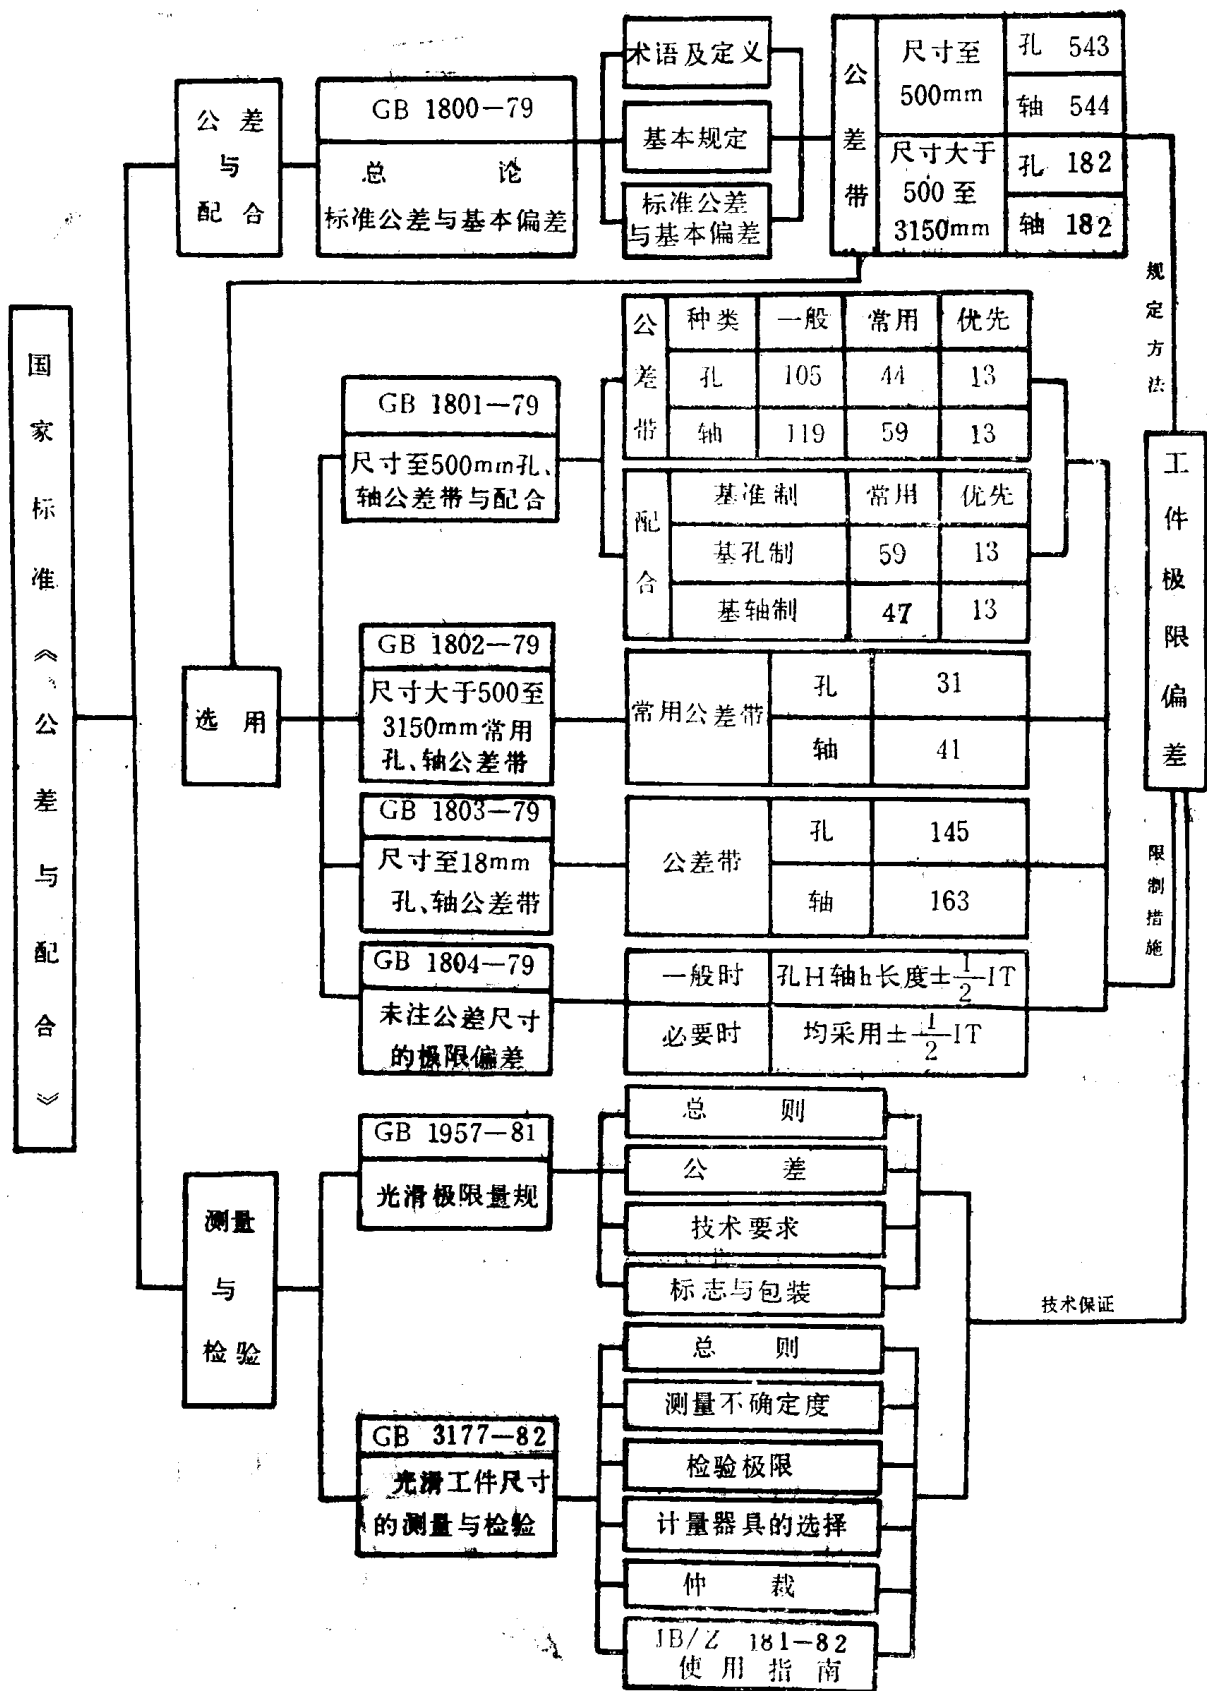 国家标准《公差与配合》
公差
与
配合
GB 1800—79
总论
标准公差与基本偏差
术语及定义
基本规定
标准公差
与基本偏差
公差带
尺寸至
500mm
孔 543
轴 544
尺寸大于
500至
3150mm
孔 182
轴 182
规定方法
选用
GB 1801—79
尺寸至500mm孔、
轴公差带与配合
公差带
种类 一般 常用 优先
孔 105 44 13
轴 119 59 13
配合
基准制 常用 优先
基孔制 59 13
基轴制 47 13
GB 1802—79
尺寸大于500至
3150mm常用
孔、轴公差带
常用公差带
孔 31
轴 41
GB 1803—79
尺寸至18mm
孔、轴公差带
公差带
孔 145
轴 163
GB 1804—79
未注公差尺寸
的极限偏差
一般时 孔H轴h长度±1/2IT
必要时 均采用±1/2IT
工件极限偏差
限制措施
测量
与
检验
GB 1957—81
光滑极限量规
总则
公差
技术要求
标志与包装
技术保证
GB 3177—82
光滑工件尺寸
的测量与检验
总则
测量不确定度
检验极限
计量器具的选择
仲裁
JB/Z 181—82
使用指南